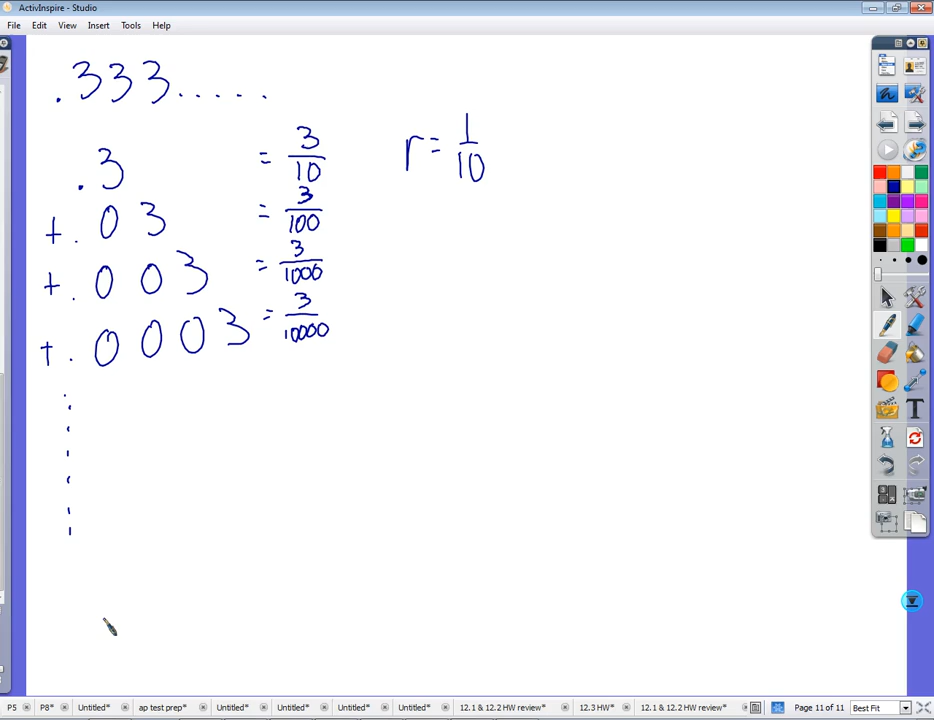 ActivInspire - Studio
File Edit View Insert Tools Help
.333.....
.3 = 3/10
r = 1/10
+.03 = 3/100
+.003 = 3/1000
+.0003 = 3/10000
P5 P8* Untitled* ap test prep* Untitled* Untitled* Untitled* Untitled* 12.1 & 12.2 HW review* 12.3 HW* 12.1 & 12.2 HW review* Page 11 of 11 Best Fit